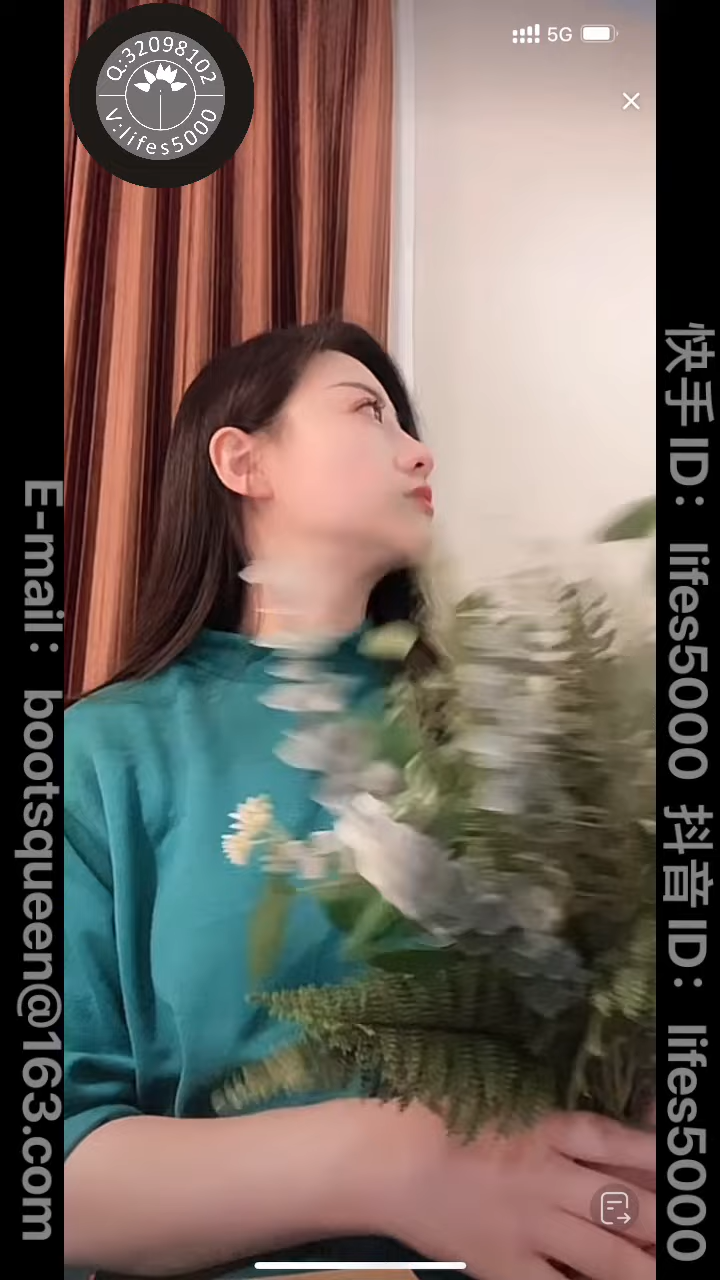 Q:32098102
V:lifes5000
5G
E-mail: bootsqueen@163.com
快手ID: lifes5000 抖音ID: lifes5000